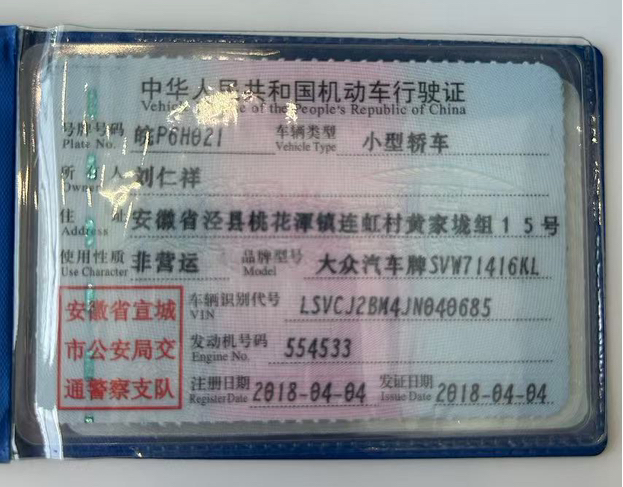 中华人民共和国机动车行驶证
Vehicle of the People's Republic of China
号牌号码 皖P6H021 车辆类型 小型轿车
Plate No. Vehicle Type
所 人 刘仁祥
Owner
住 址 安徽省泾县桃花潭镇连虹村黄家垅组15号
Address
使用性质 非营运 品牌型号 大众汽车牌SVW71416KL
Use Character Model
安徽省宣城
市公安局交
通警察支队
车辆识别代号 LSVCJ2BM4JN040685
VIN
发动机号码 554533
Engine No.
注册日期 2018-04-04 发证日期 2018-04-04
Register Date Issue Date